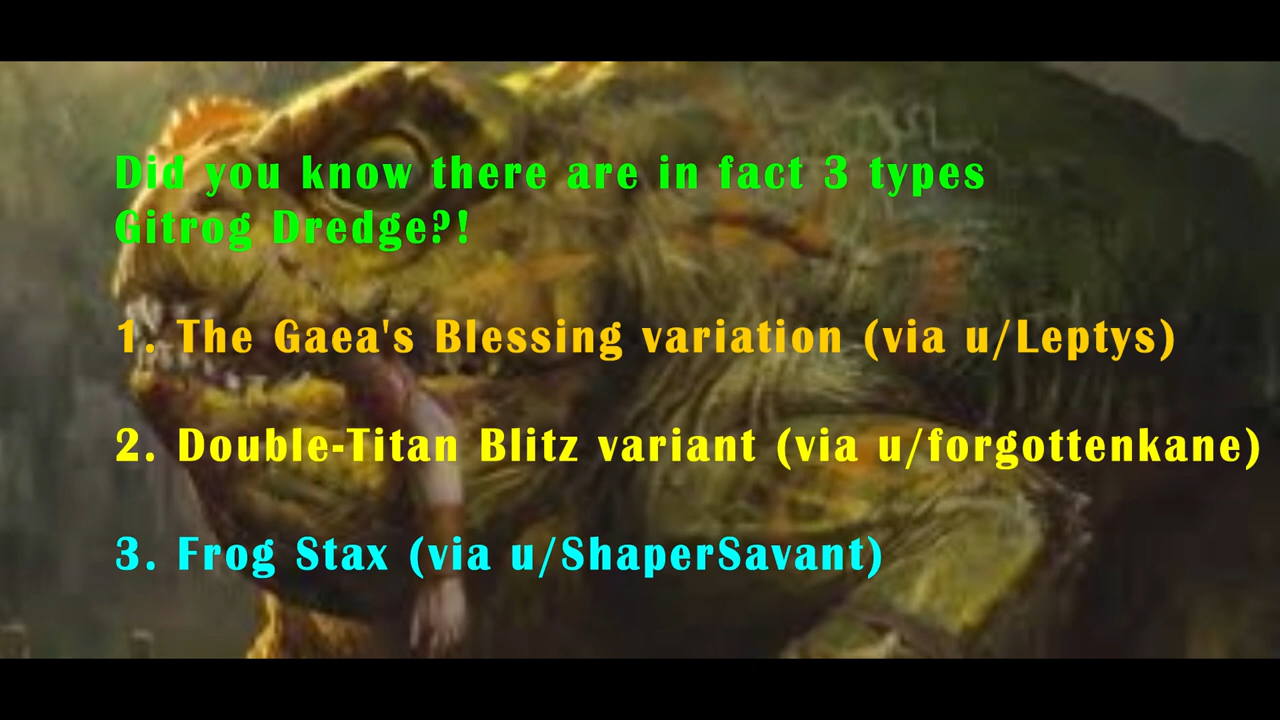 Did you know there are in fact 3 types
Gitrog Dredge?!
1. The Gaea's Blessing variation (via u/Leptys)
2. Double-Titan Blitz variant (via u/forgottenkane)
3. Frog Stax (via u/ShaperSavant)